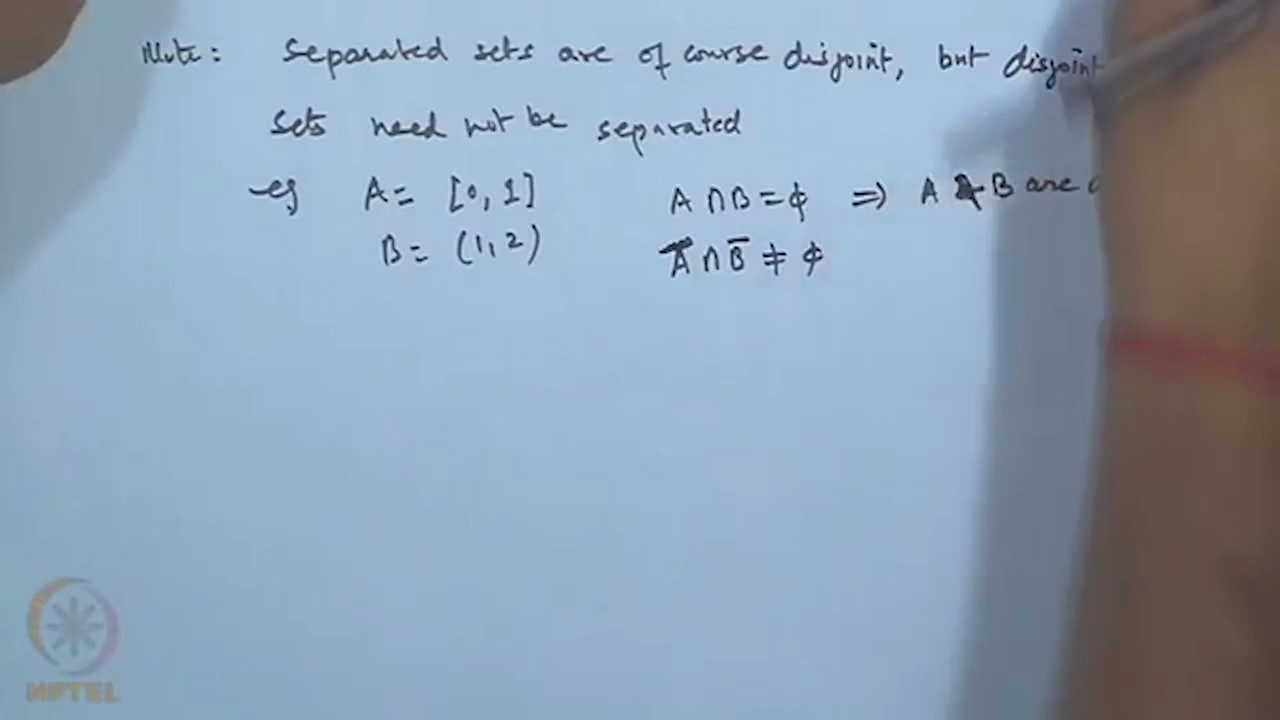 Note: Separated sets are of course disjoint, but disjoint
sets need not be separated
eg A = [0, 1] A ∩ B = ϕ ⇒ A & B are
B = (1, 2) A ∩ B̅ ≠ ϕ
NPTEL